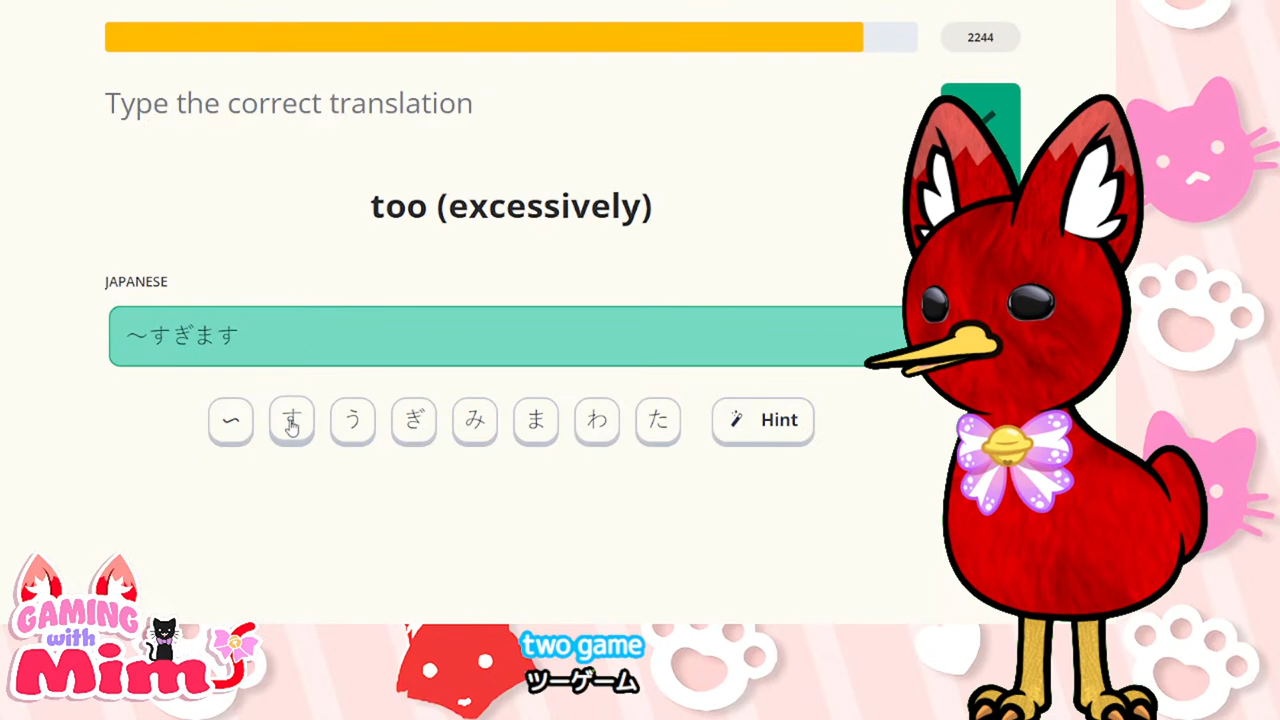 2244
Type the correct translation
too (excessively)
JAPANESE
～すぎます
～ す う ぎ み ま わ た Hint
GAMING
with
Mim
two game
ツーゲーム